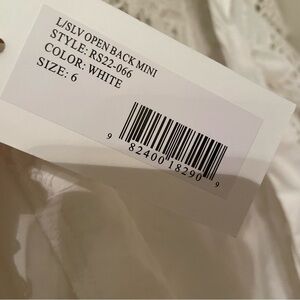 L/SLV OPEN BACK MINI
STYLE: RS22-066
COLOR: WHITE
SIZE: 6
9 82400 18290 9